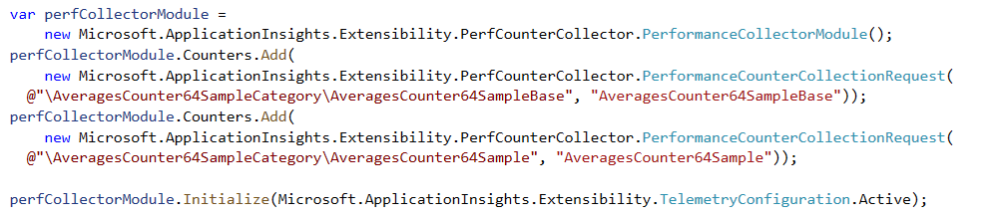 var perfCollectorModule =
    new Microsoft.ApplicationInsights.Extensibility.PerfCounterCollector.PerformanceCollectorModule();
perfCollectorModule.Counters.Add(
    new Microsoft.ApplicationInsights.Extensibility.PerfCounterCollector.PerformanceCounterCollectionRequest(
  @"\AveragesCounter64SampleCategory\AveragesCounter64SampleBase", "AveragesCounter64SampleBase"));
perfCollectorModule.Counters.Add(
    new Microsoft.ApplicationInsights.Extensibility.PerfCounterCollector.PerformanceCounterCollectionRequest(
  @"\AveragesCounter64SampleCategory\AveragesCounter64Sample", "AveragesCounter64Sample"));

perfCollectorModule.Initialize(Microsoft.ApplicationInsights.Extensibility.TelemetryConfiguration.Active);